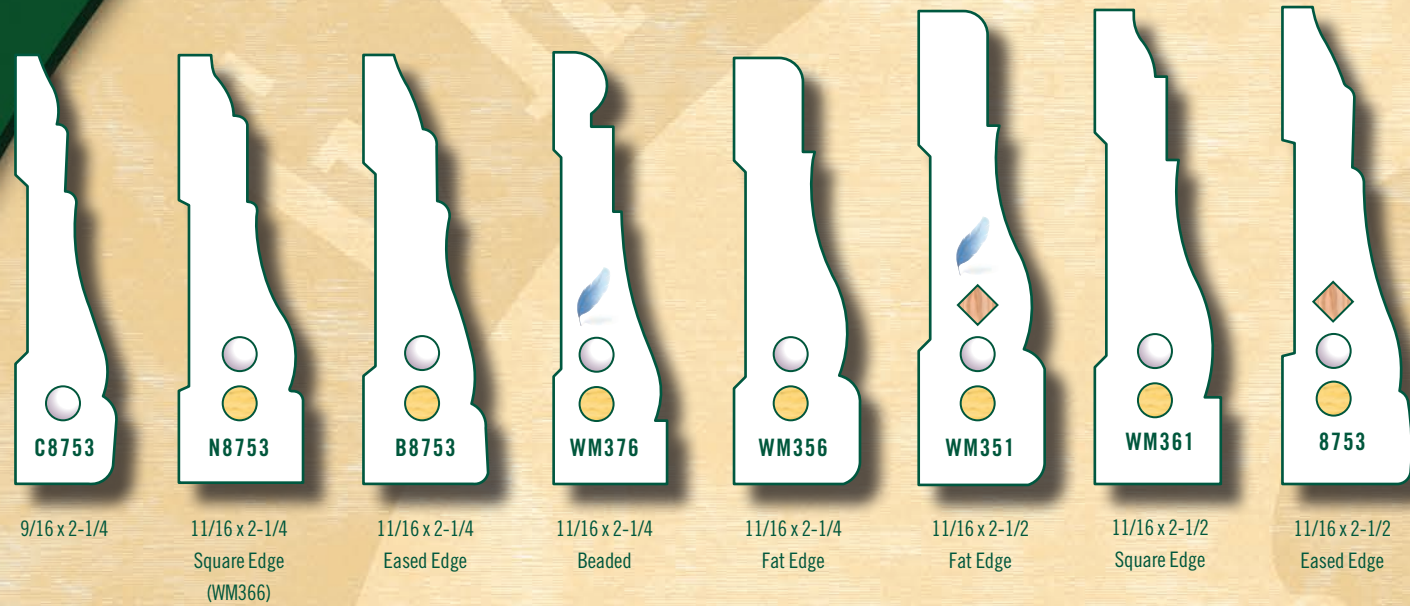 C8753
N8753
B8753
WM376
WM356
WM351
WM361
8753
9/16 x 2-1/4
11/16 x 2-1/4
Square Edge
(WM366)
11/16 x 2-1/4
Eased Edge
11/16 x 2-1/4
Beaded
11/16 x 2-1/4
Fat Edge
11/16 x 2-1/2
Fat Edge
11/16 x 2-1/2
Square Edge
11/16 x 2-1/2
Eased Edge